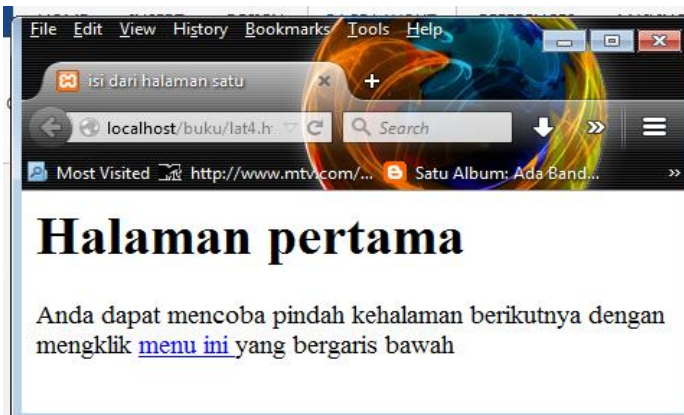 File Edit View History Bookmarks Tools Help
isi dari halaman satu
localhost/buku/lat4.h
Search
Most Visited http://www.mtv.com/... Satu Album: Ada Band...
Halaman pertama
Anda dapat mencoba pindah kehalaman berikutnya dengan
mengklik menu ini yang bergaris bawah